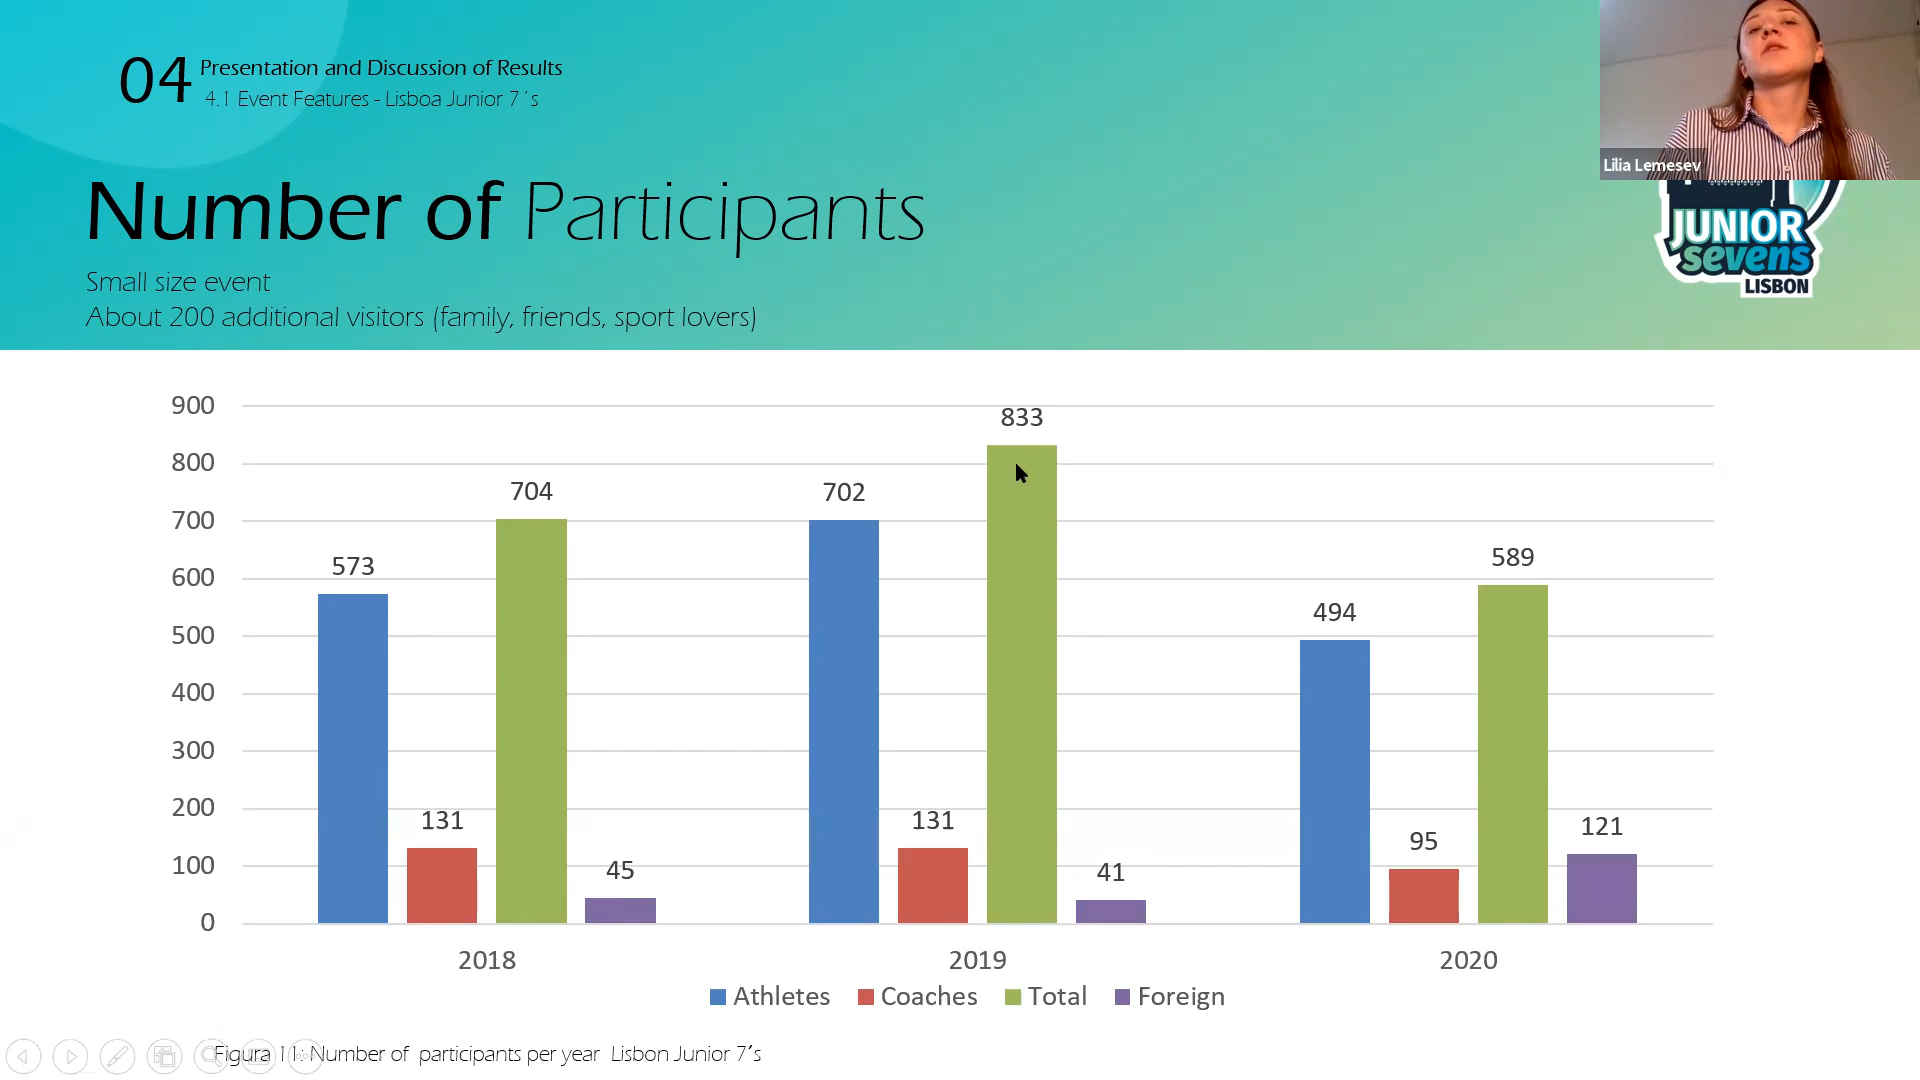 04
Presentation and Discussion of Results
4.1 Event Features - Lisboa Junior 7´s
Lilia Lemesev
JUNIOR
sevens
LISBON
Number of Participants
Small size event
About 200 additional visitors (family, friends, sport lovers)
900
800
700
600
500
400
300
200
100
0
573
131
704
45
702
131
833
41
494
95
589
121
2018
2019
2020
Athletes
Coaches
Total
Foreign
Figura 11: Number of participants per year Lisbon Junior 7´s